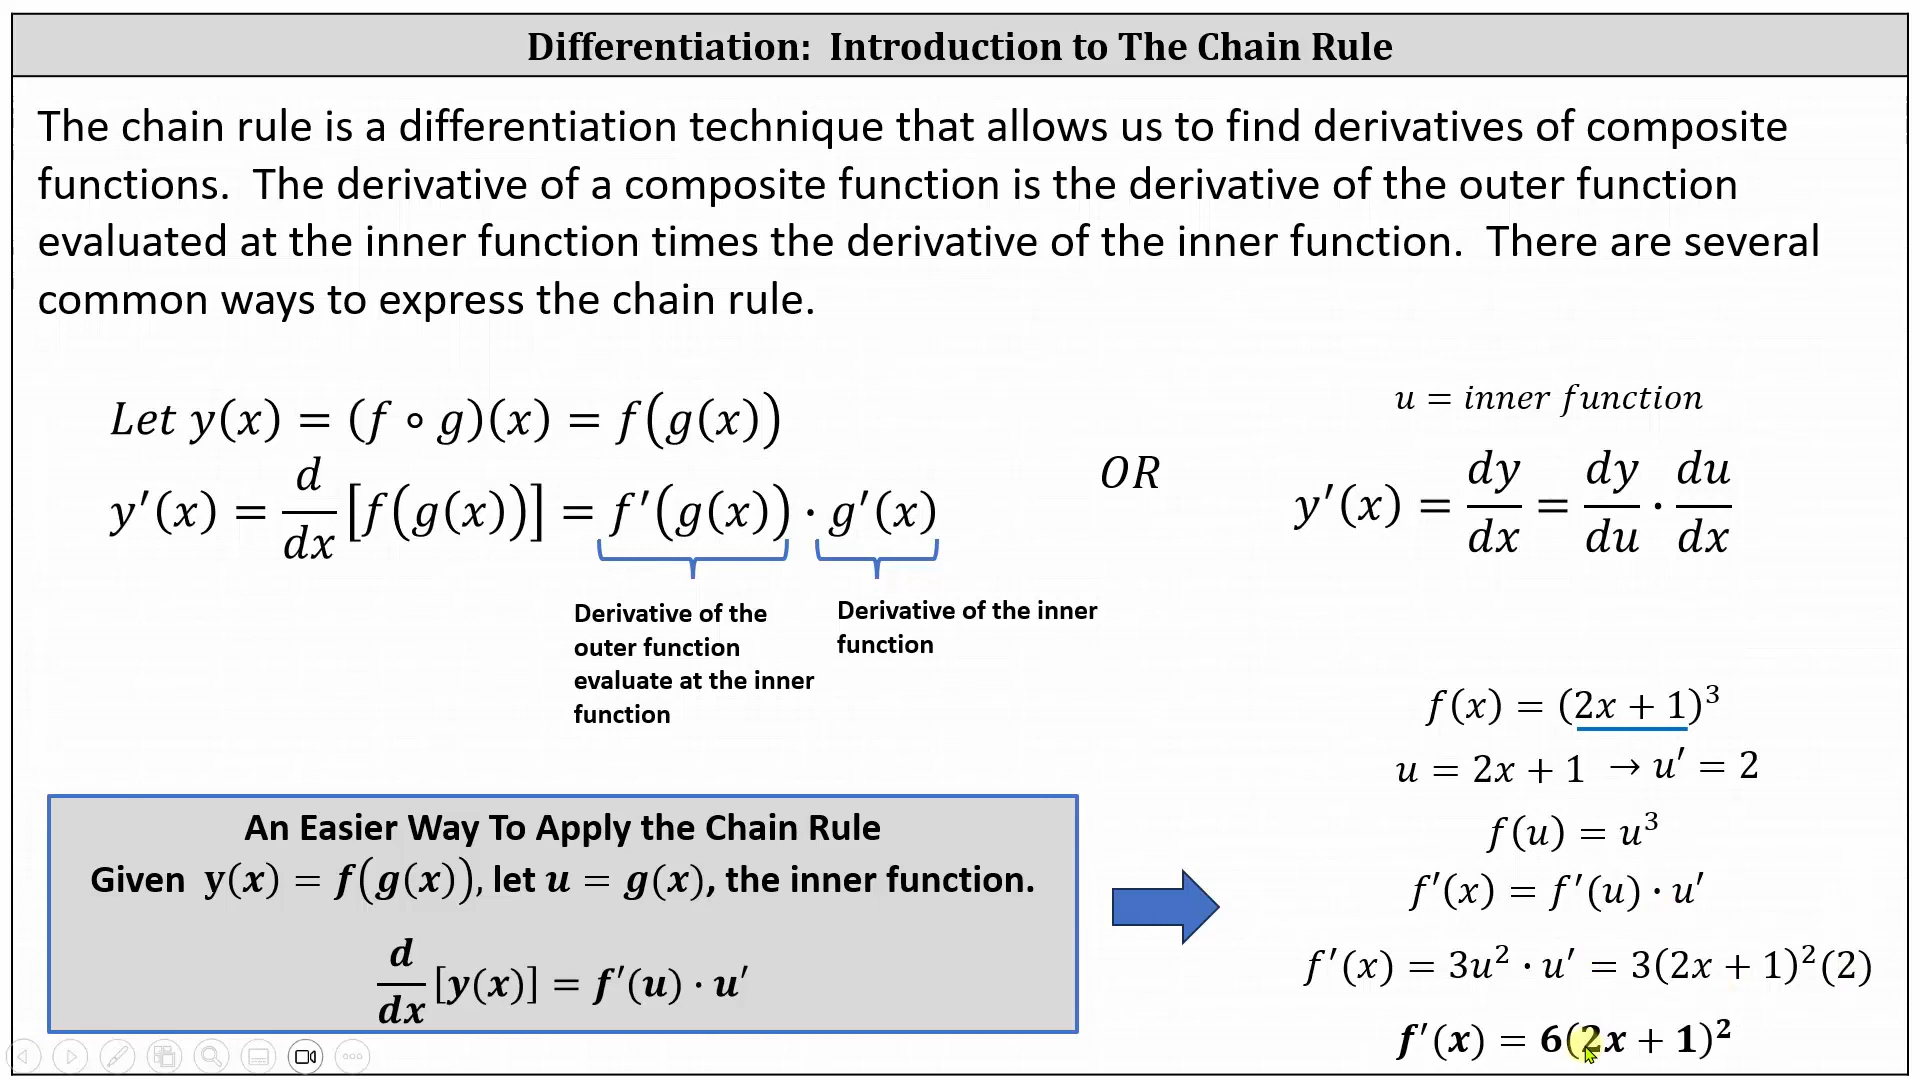 Differentiation: Introduction to The Chain Rule
The chain rule is a differentiation technique that allows us to find derivatives of composite
functions. The derivative of a composite function is the derivative of the outer function
evaluated at the inner function times the derivative of the inner function. There are several
common ways to express the chain rule.
Let y(x) = (f ∘ g)(x) = f(g(x))
y′(x) = d/dx [f(g(x))] = f′(g(x)) · g′(x)
Derivative of the
outer function
evaluate at the inner
function
Derivative of the inner
function
OR
u = inner function
y′(x) = dy/dx = dy/du · du/dx
An Easier Way To Apply the Chain Rule
Given y(x) = f(g(x)), let u = g(x), the inner function.
d/dx [y(x)] = f′(u) · u′
f(x) = (2x + 1)³
u = 2x + 1 → u′ = 2
f(u) = u³
f′(x) = f′(u) · u′
f′(x) = 3u² · u′ = 3(2x + 1)²(2)
f′(x) = 6(2x + 1)²